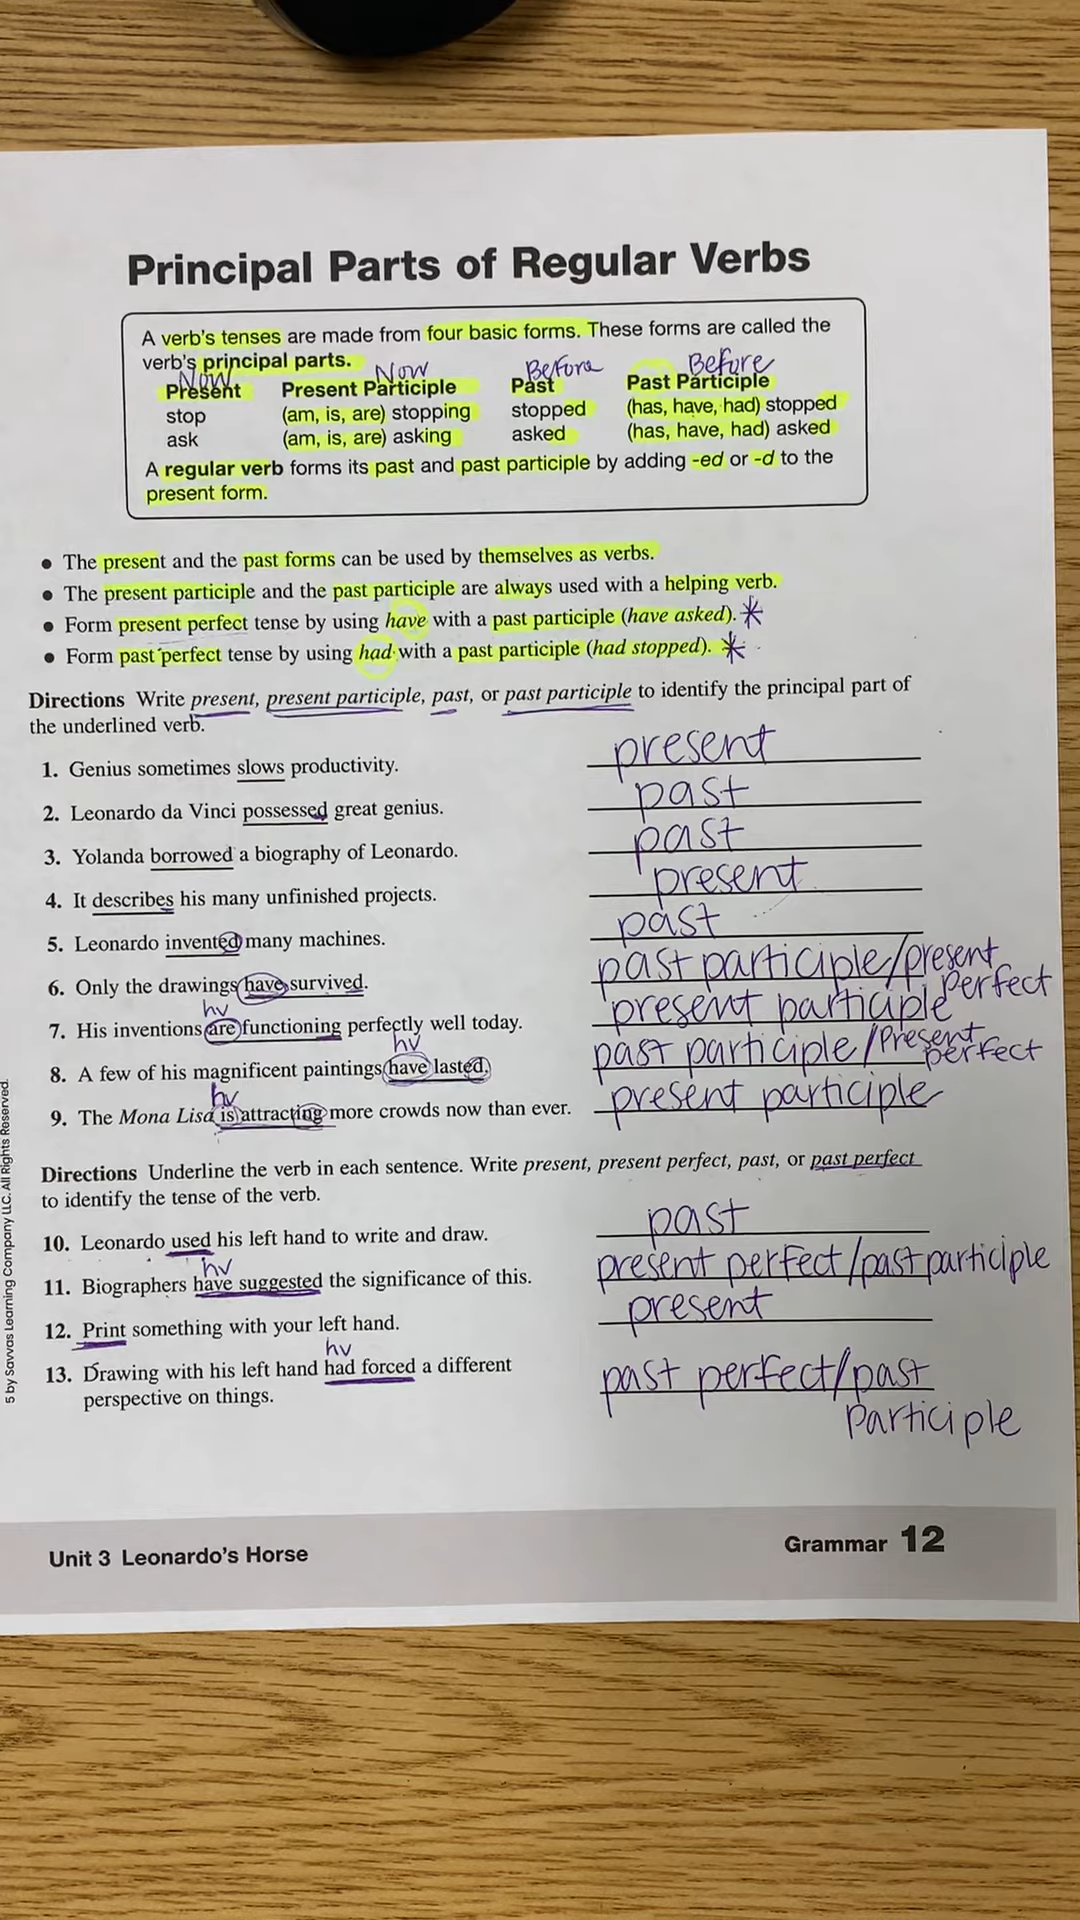 Principal Parts of Regular Verbs
A verb's tenses are made from four basic forms. These forms are called the
verb's principal parts.
Now Now Before Before
Present Present Participle Past Past Participle
stop (am, is, are) stopping stopped (has, have, had) stopped
ask (am, is, are) asking asked (has, have, had) asked
A regular verb forms its past and past participle by adding -ed or -d to the
present form.
• The present and the past forms can be used by themselves as verbs.
• The present participle and the past participle are always used with a helping verb.
• Form present perfect tense by using have with a past participle (have asked). *
• Form past perfect tense by using had with a past participle (had stopped). *
Directions Write present, present participle, past, or past participle to identify the principal part of
the underlined verb.
1. Genius sometimes slows productivity. present
2. Leonardo da Vinci possessed great genius. past
3. Yolanda borrowed a biography of Leonardo. past
4. It describes his many unfinished projects. present
5. Leonardo invented many machines. past
6. Only the drawings have survived. past participle/present
perfect
hv
7. His inventions are functioning perfectly well today. present participle
hv
8. A few of his magnificent paintings have lasted. past participle/Present
perfect
hv
9. The Mona Lisa is attracting more crowds now than ever. present participle
Directions Underline the verb in each sentence. Write present, present perfect, past, or past perfect
to identify the tense of the verb.
10. Leonardo used his left hand to write and draw. past
hv
11. Biographers have suggested the significance of this. present perfect/past participle
12. Print something with your left hand. present
hv
13. Drawing with his left hand had forced a different past perfect/past
perspective on things. Participle
5 by Savvas Learning Company LLC. All Rights Reserved.
Unit 3 Leonardo's Horse
Grammar 12